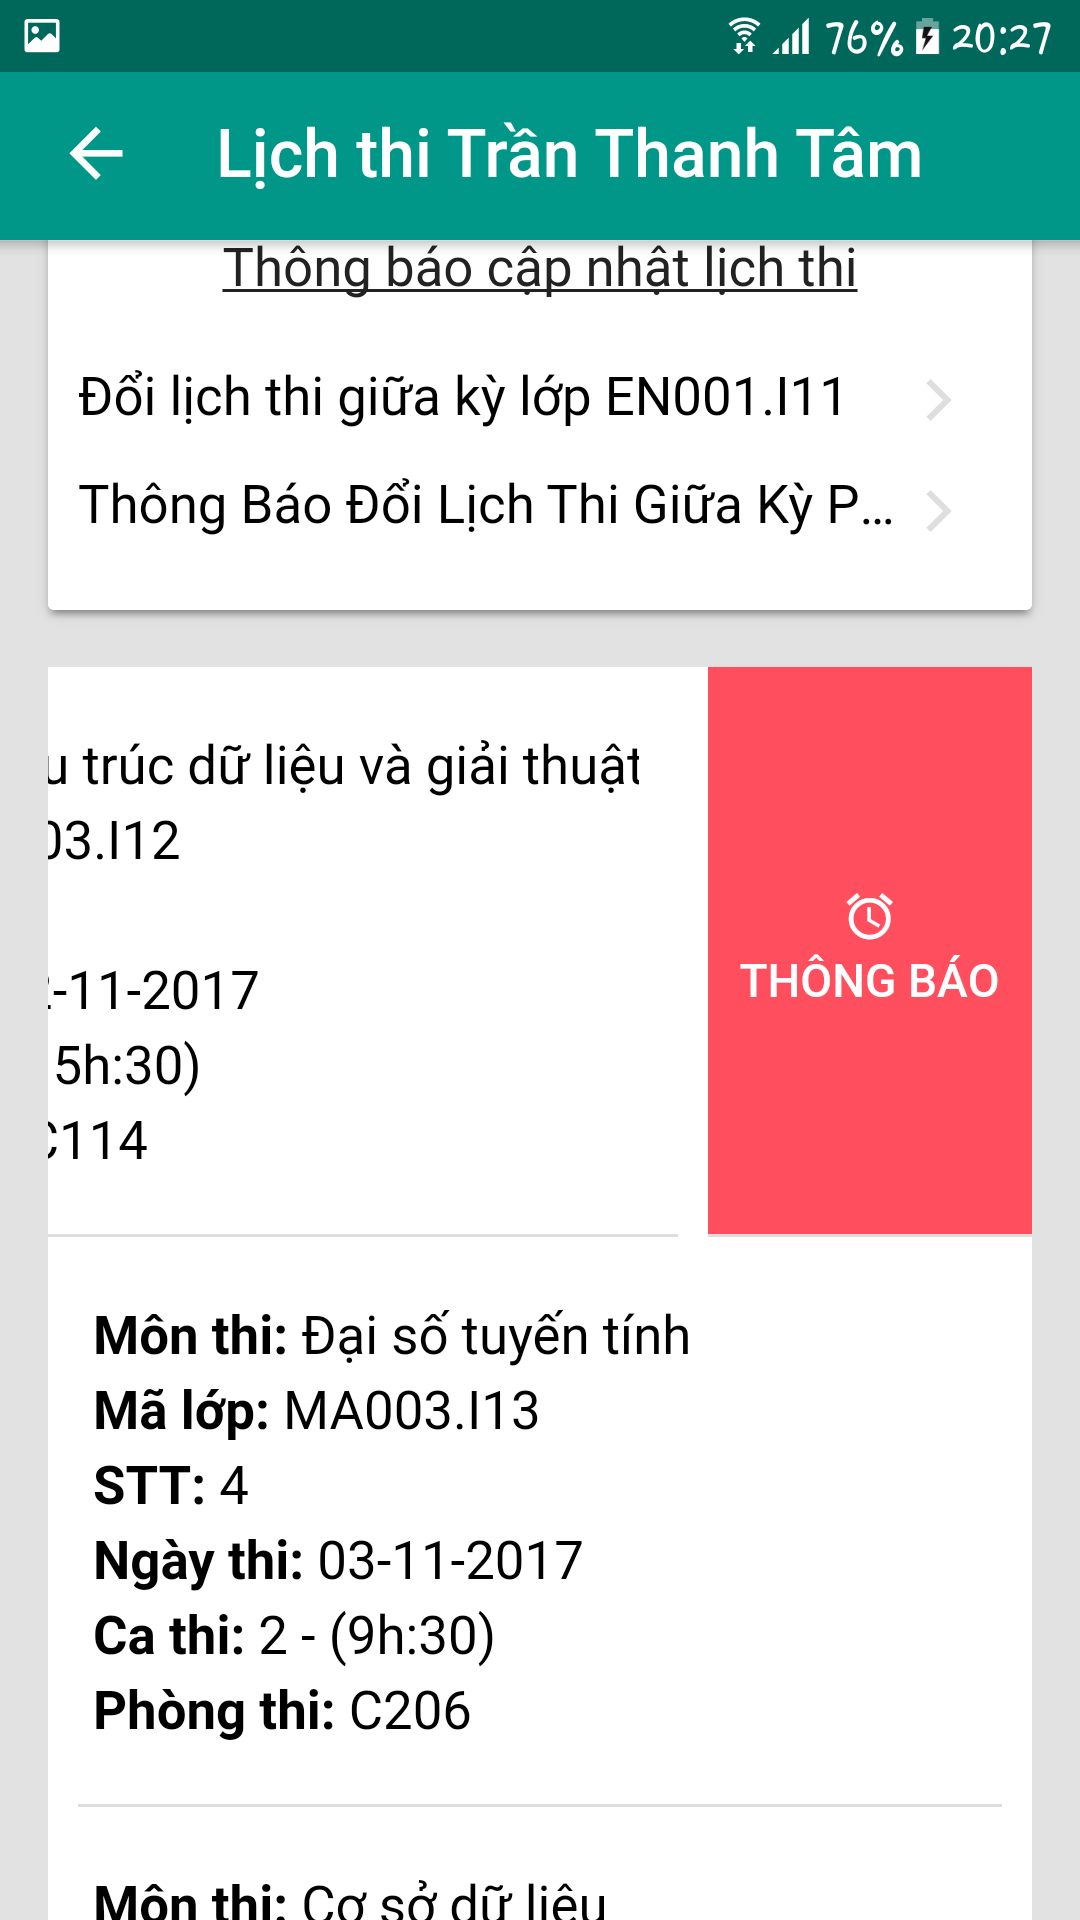 76% 20:27
Lịch thi Trần Thanh Tâm
Thông báo cập nhật lịch thi
Đổi lịch thi giữa kỳ lớp EN001.I11
Thông Báo Đổi Lịch Thi Giữa Kỳ P...
u trúc dữ liệu và giải thuật
03.I12
2-11-2017
5h:30)
C114
THÔNG BÁO
Môn thi: Đại số tuyến tính
Mã lớp: MA003.I13
STT: 4
Ngày thi: 03-11-2017
Ca thi: 2 - (9h:30)
Phòng thi: C206
Môn thi: Cơ sở dữ liệu